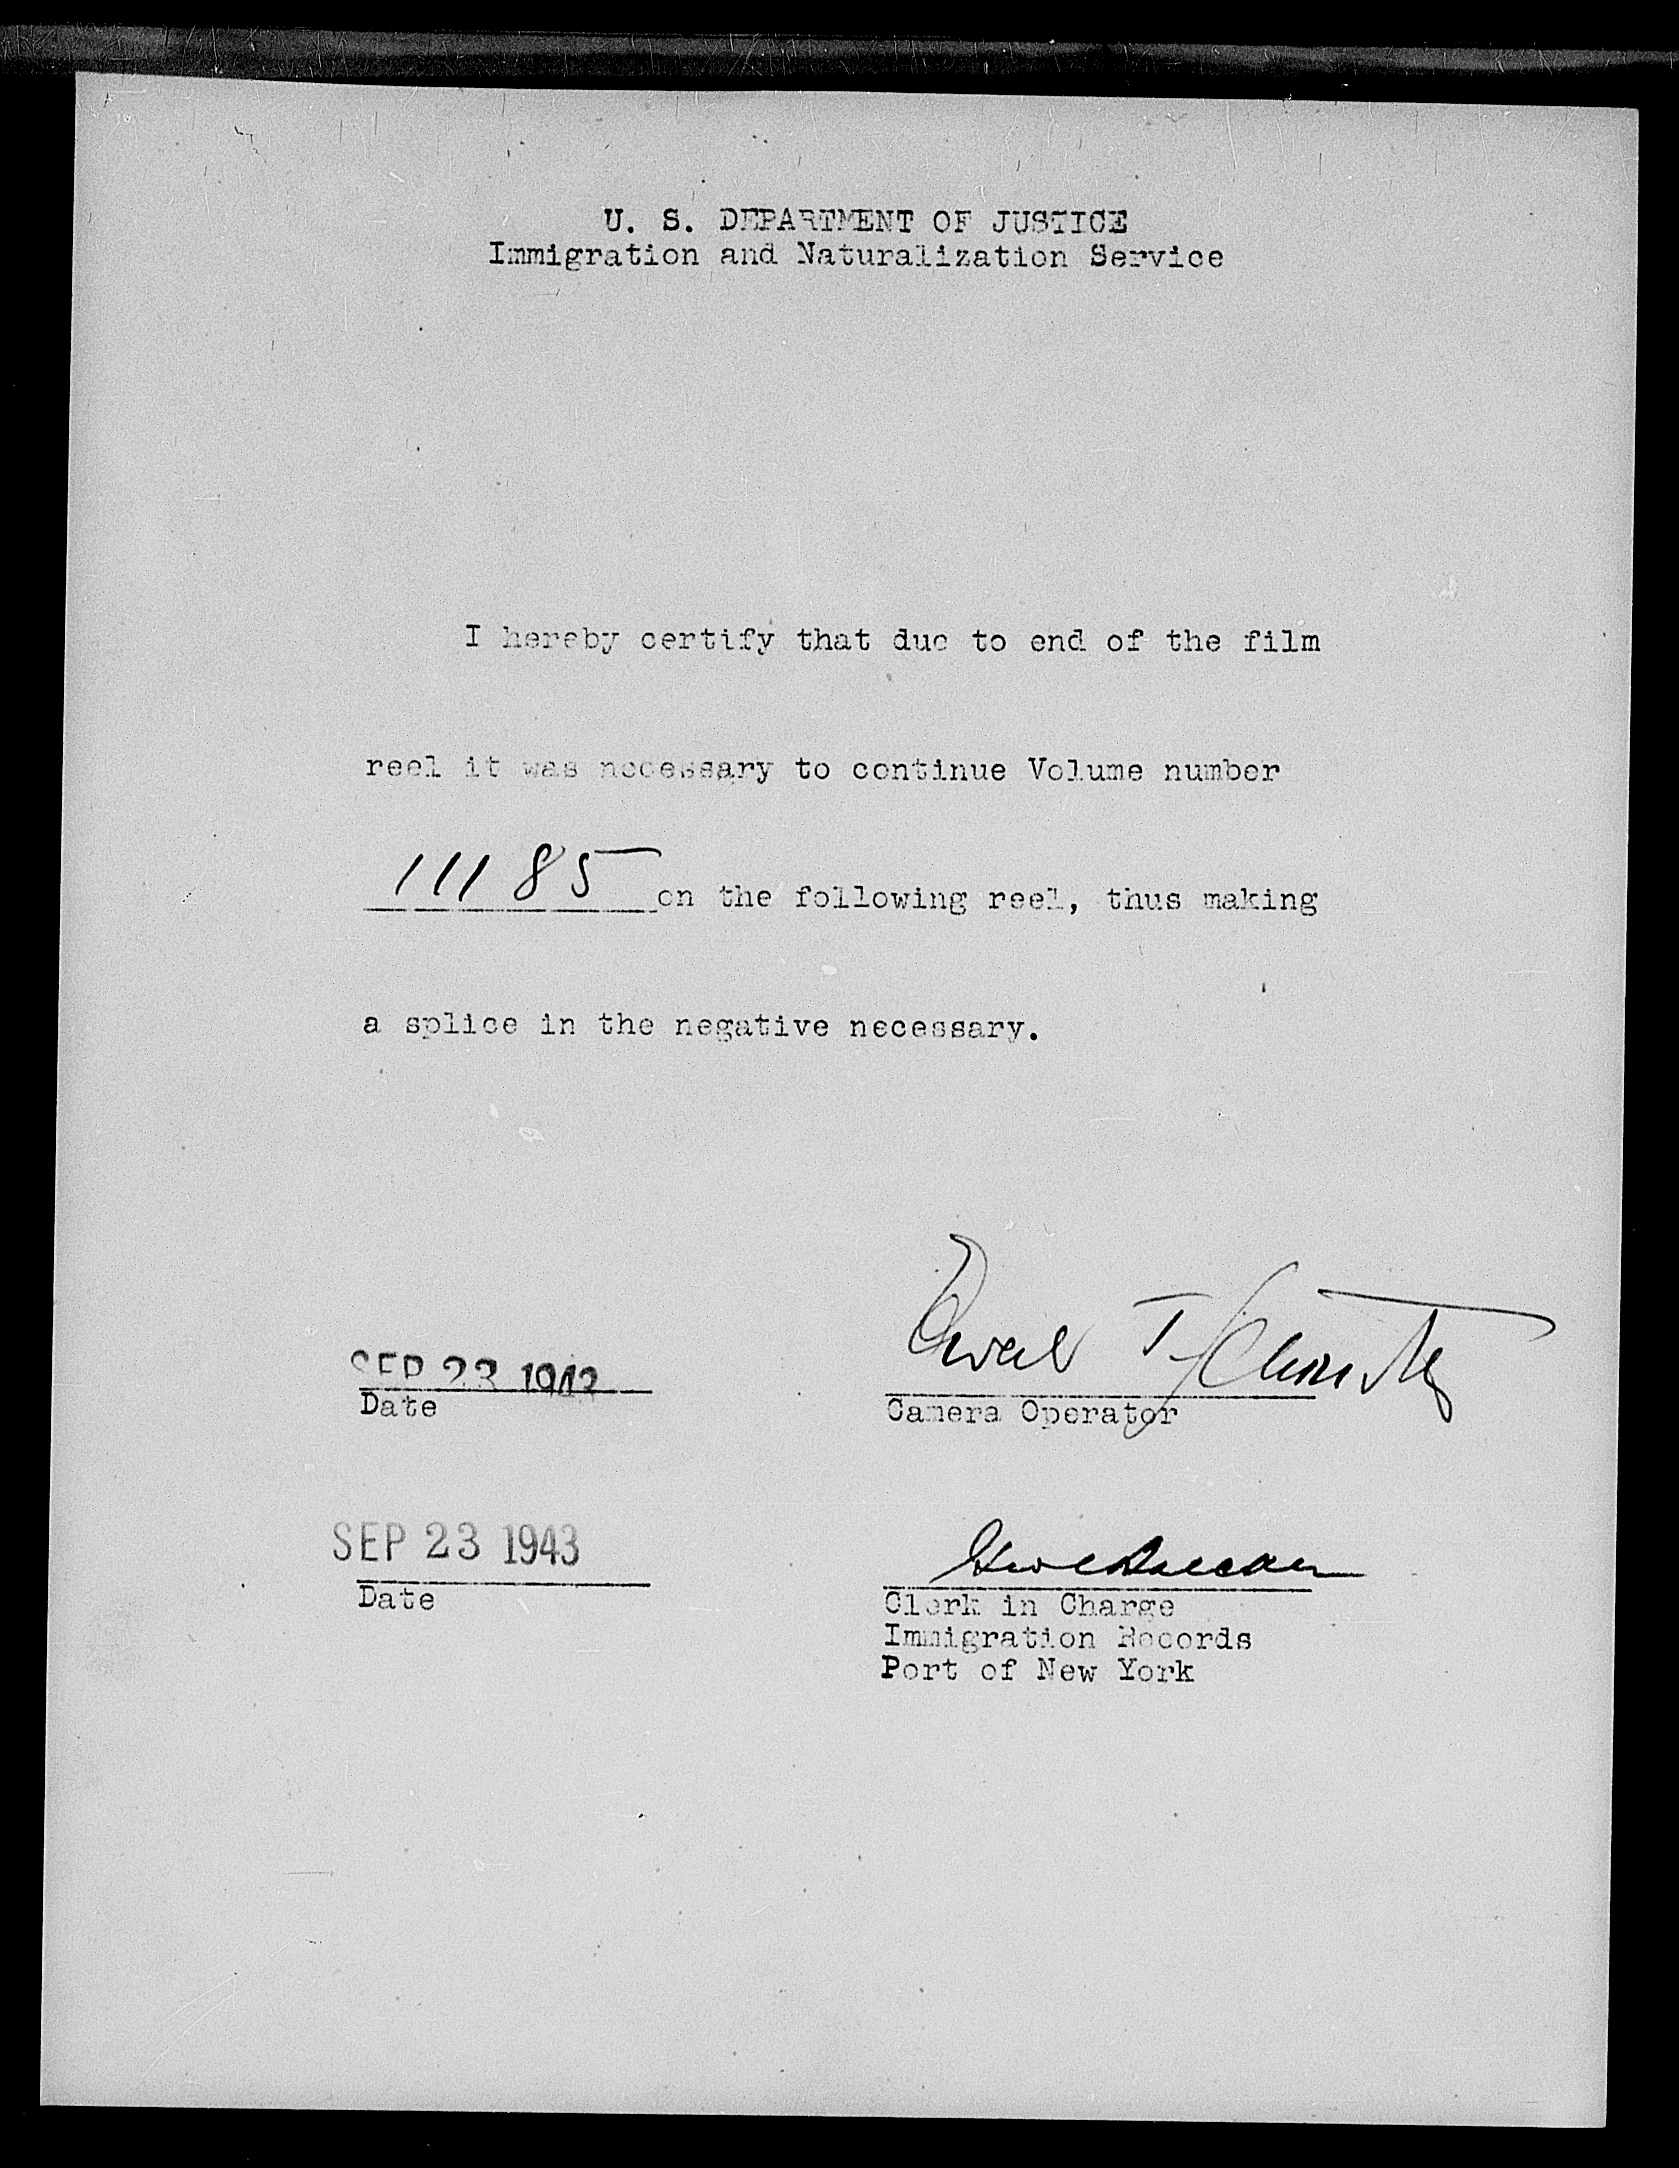 U. S. DEPARTMENT OF JUSTICE
Immigration and Naturalization Service
I hereby certify that due to end of the film
reel it was necessary to continue Volume number
11185 on the following reel, thus making
a splice in the negative necessary.
SEP 23 1943
Date
Camera Operator
SEP 23 1943
Date
Clerk in Charge
Immigration Records
Port of New York